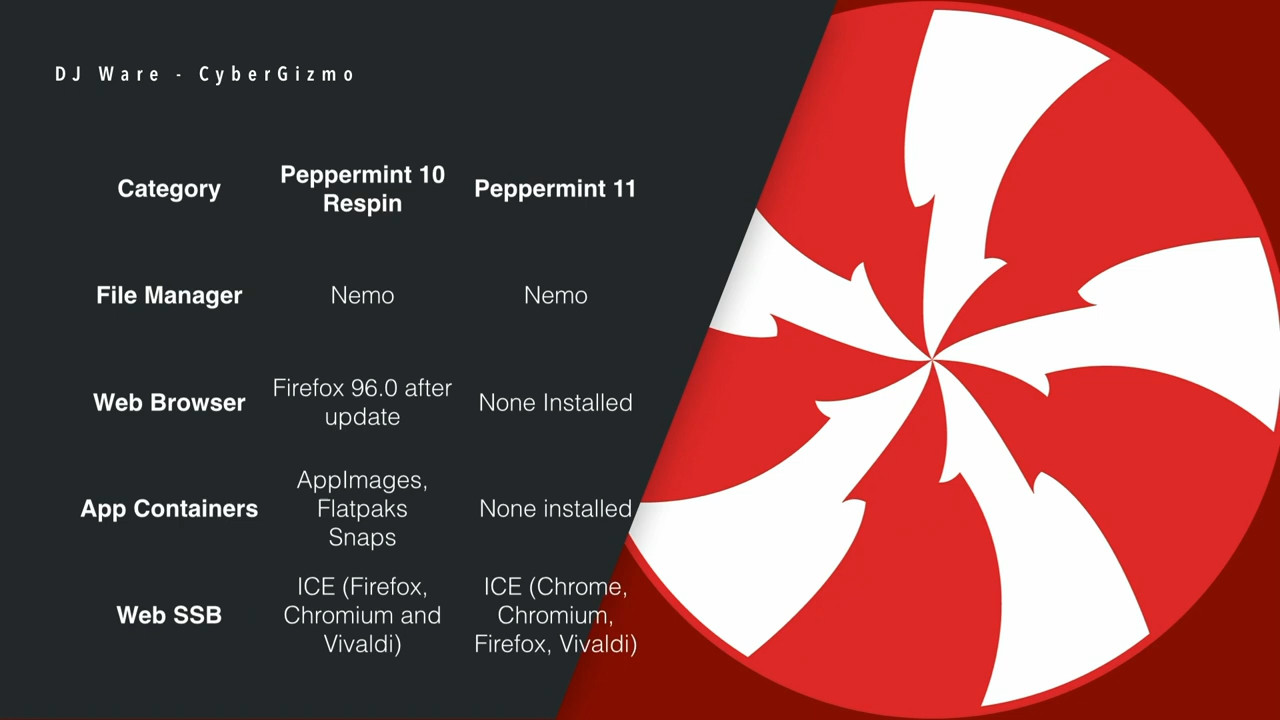 DJ Ware - CyberGizmo
Category
Peppermint 10
Respin
Peppermint 11
File Manager
Nemo
Nemo
Web Browser
Firefox 96.0 after
update
None Installed
App Containers
AppImages,
Flatpaks
Snaps
None installed
Web SSB
ICE (Firefox,
Chromium and
Vivaldi)
ICE (Chrome,
Chromium,
Firefox, Vivaldi)